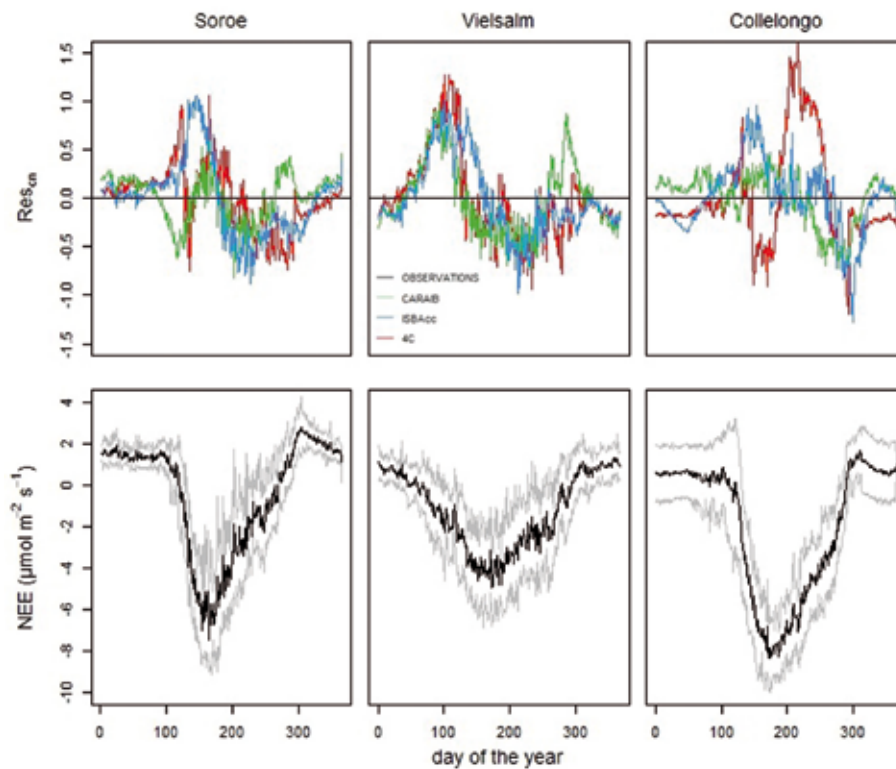 Soroe Vielsalm Collelongo
1.5
1.0
0.5
0.0
-0.5
-1.0
-1.5
Res_cn
OBSERVATIONS
CARAIB
ISBAcc
4C
4
2
0
-2
-4
-6
-8
-10
NEE (µmol m⁻² s⁻¹)
0 100 200 300 0 100 200 300 0 100 200 300
day of the year